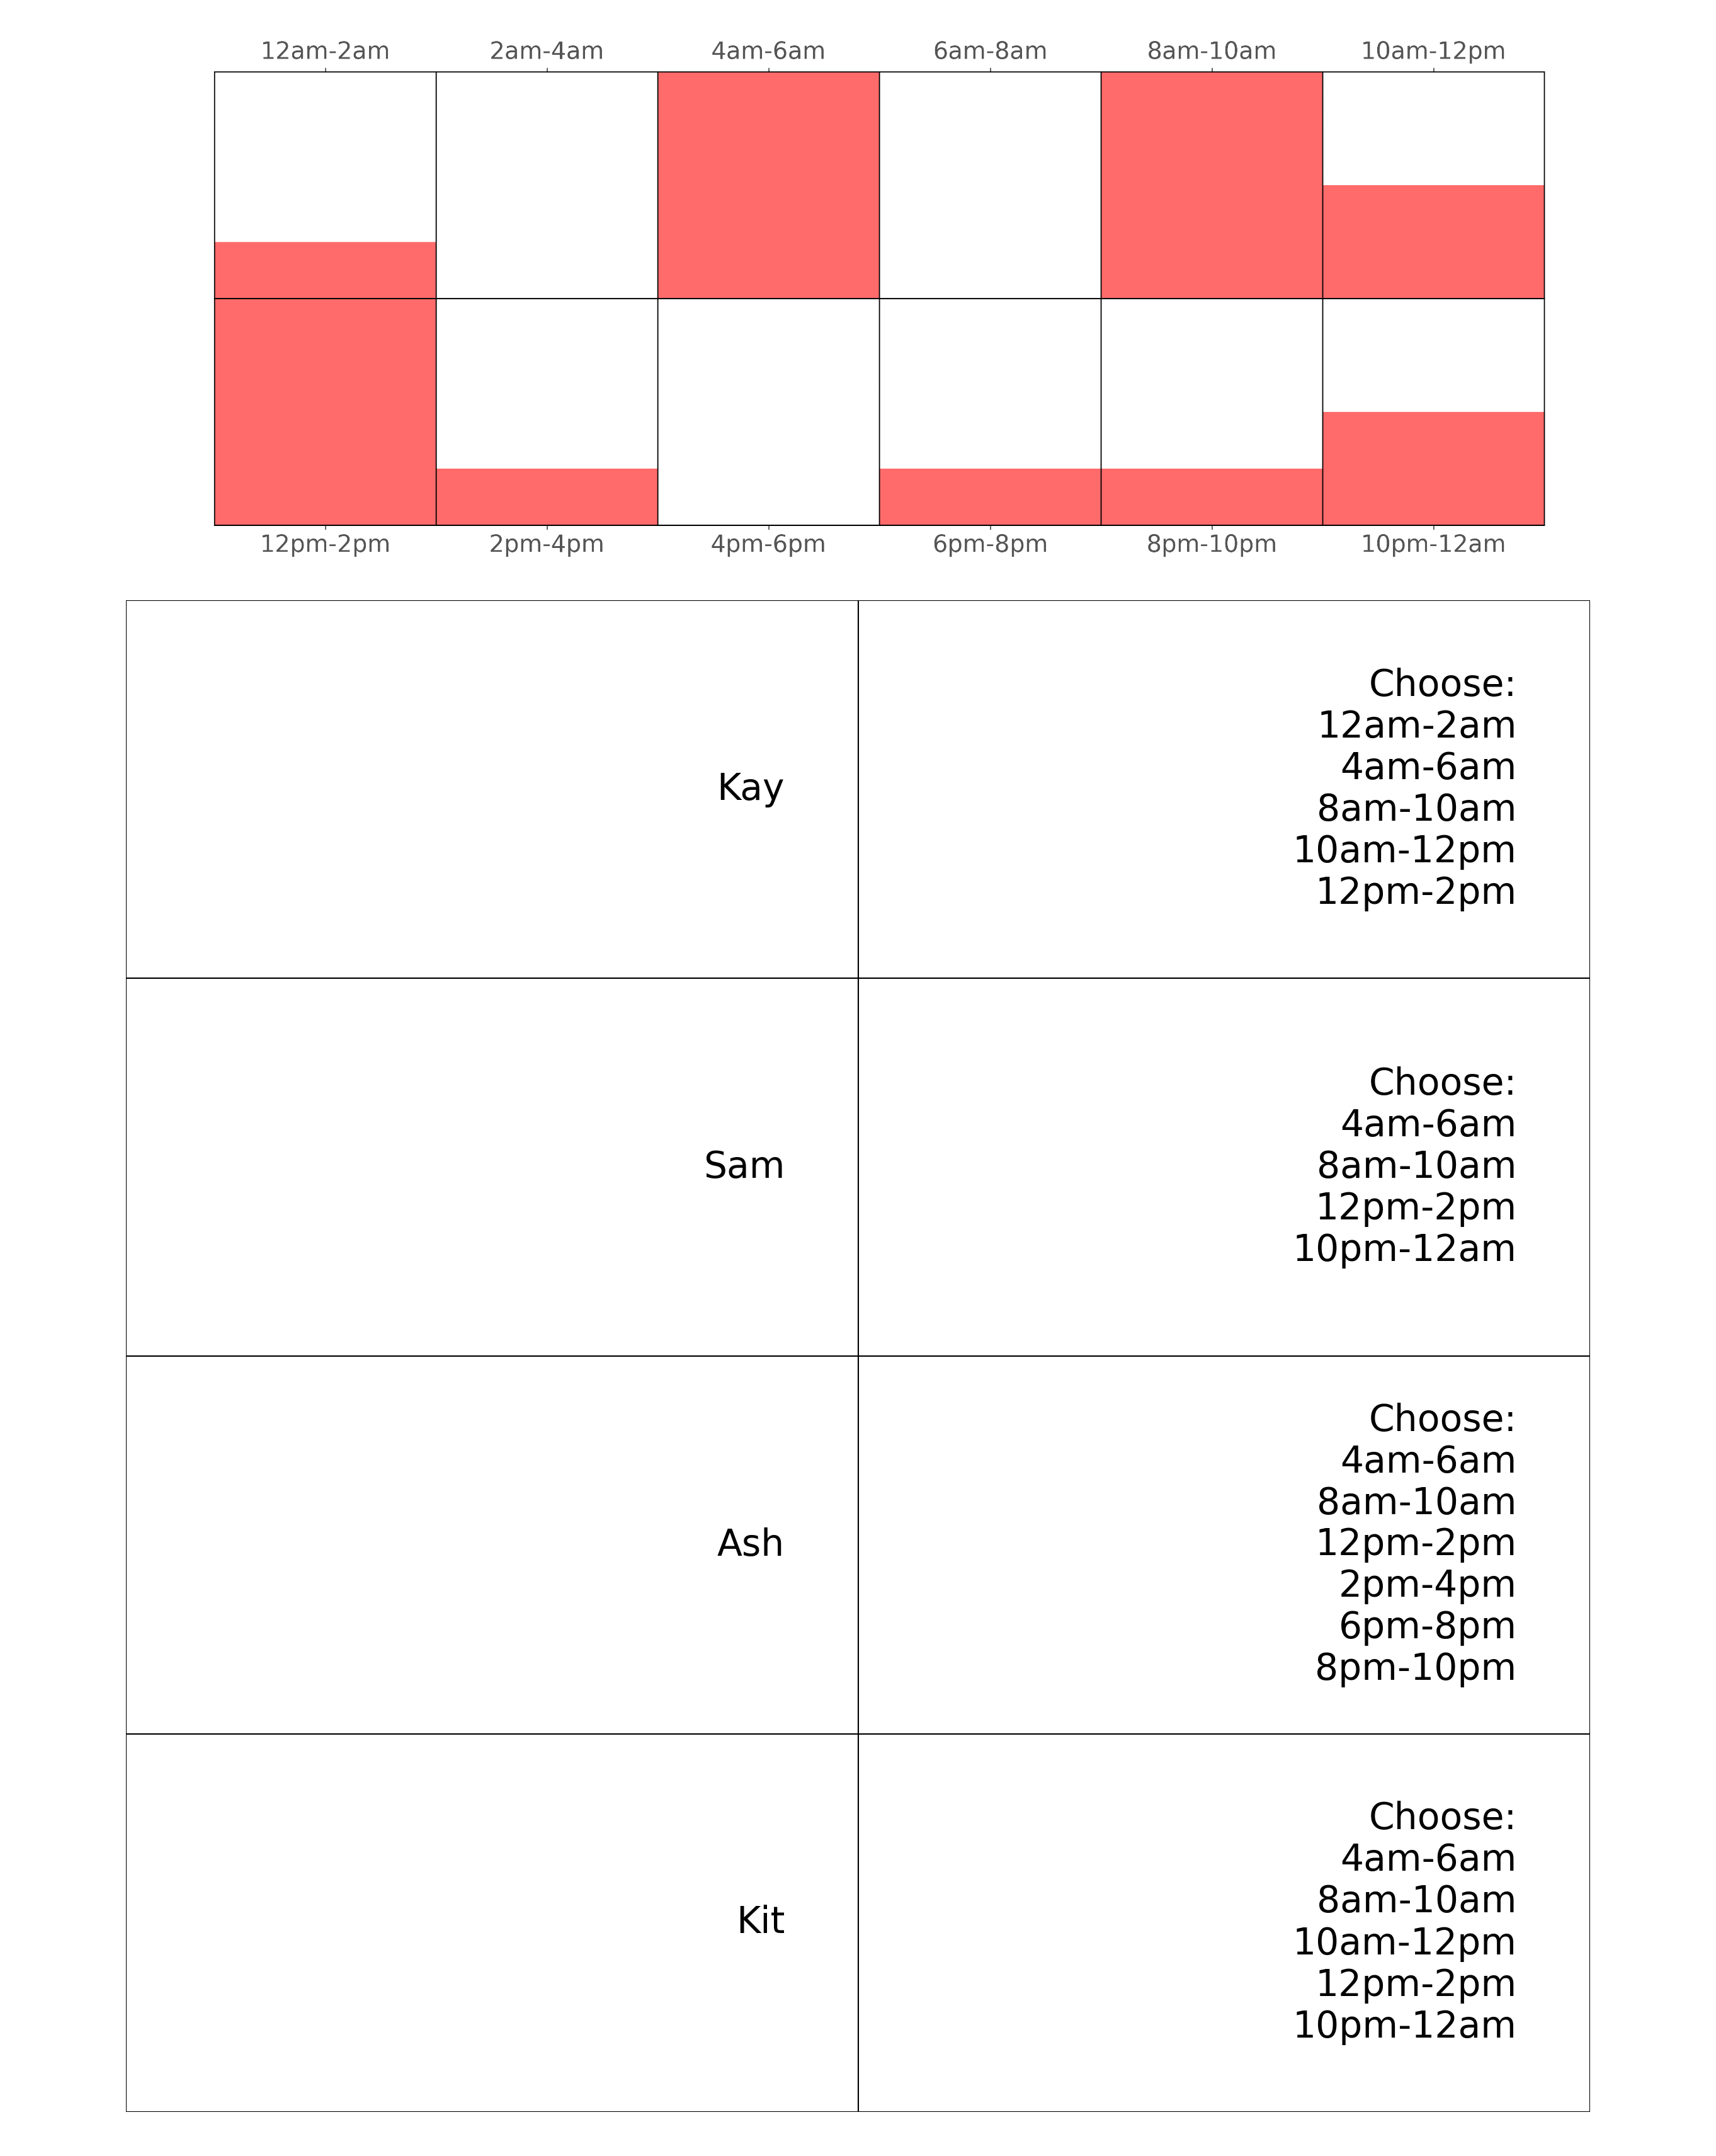 12am-2am 2am-4am 4am-6am 6am-8am 8am-10am 10am-12pm
12pm-2pm 2pm-4pm 4pm-6pm 6pm-8pm 8pm-10pm 10pm-12am
Kay
Choose:
12am-2am
4am-6am
8am-10am
10am-12pm
12pm-2pm
Sam
Choose:
4am-6am
8am-10am
12pm-2pm
10pm-12am
Ash
Choose:
4am-6am
8am-10am
12pm-2pm
2pm-4pm
6pm-8pm
8pm-10pm
Kit
Choose:
4am-6am
8am-10am
10am-12pm
12pm-2pm
10pm-12am